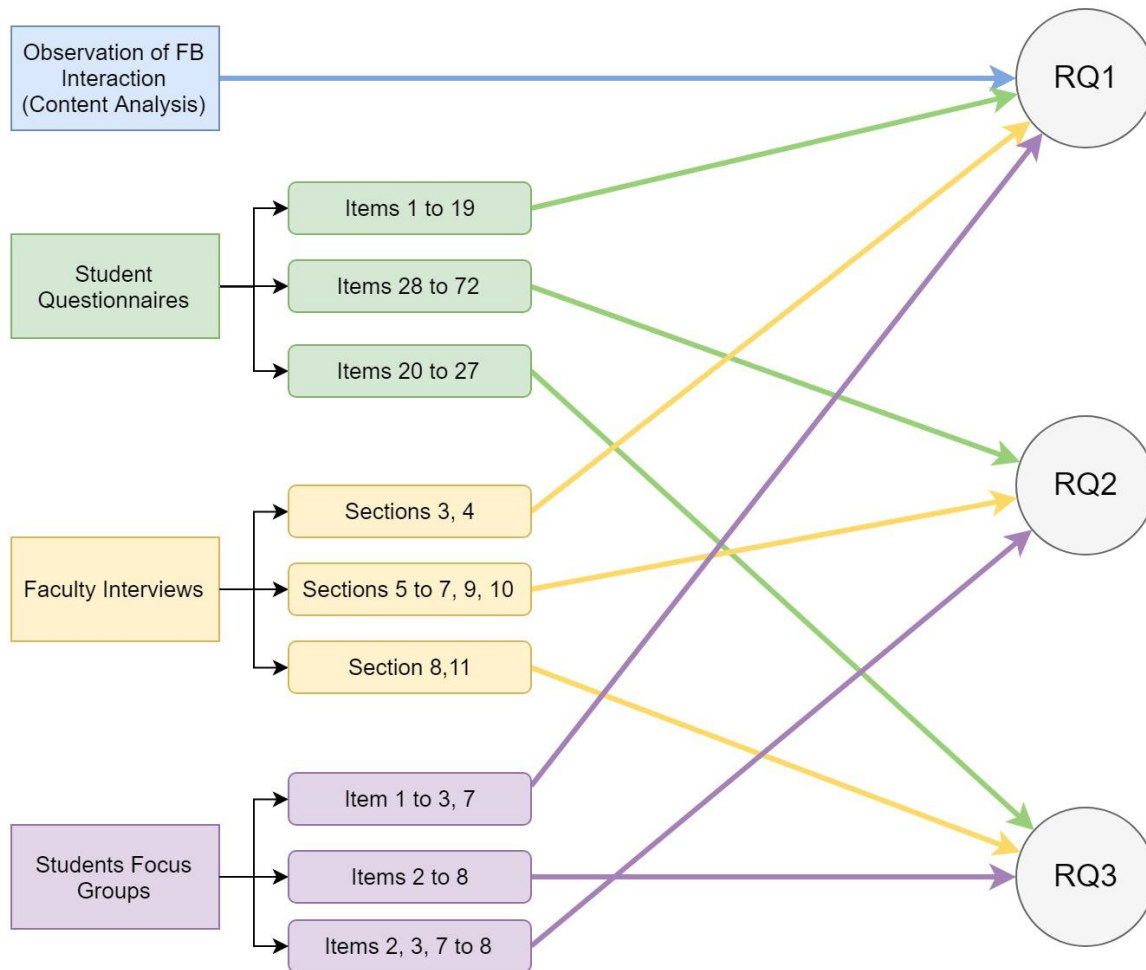 Observation of FB
Interaction
(Content Analysis)
RQ1
Student
Questionnaires
Items 1 to 19
Items 28 to 72
Items 20 to 27
RQ2
Faculty Interviews
Sections 3, 4
Sections 5 to 7, 9, 10
Section 8,11
Students Focus
Groups
Item 1 to 3, 7
Items 2 to 8
Items 2, 3, 7 to 8
RQ3